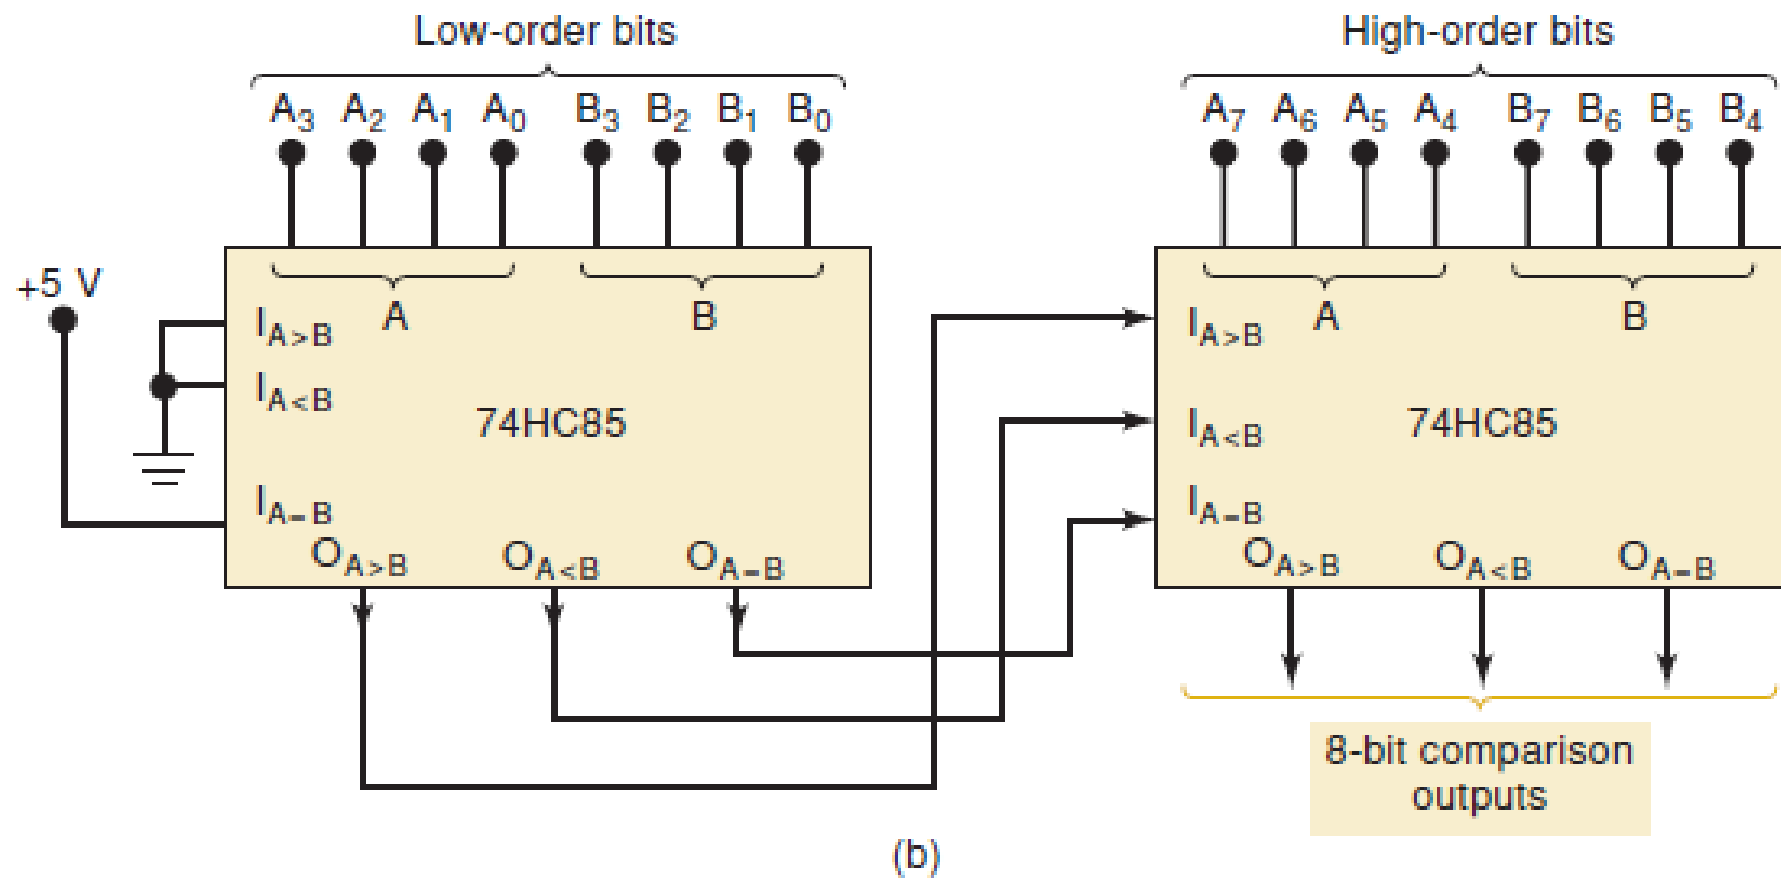 Low-order bits
High-order bits
A3 A2 A1 A0 B3 B2 B1 B0
A7 A6 A5 A4 B7 B6 B5 B4
+5 V
A B
A B
IA>B
IA<B
74HC85
IA=B
OA>B OA<B OA=B
IA>B
IA<B
74HC85
IA=B
OA>B OA<B OA=B
8-bit comparison
outputs
(b)